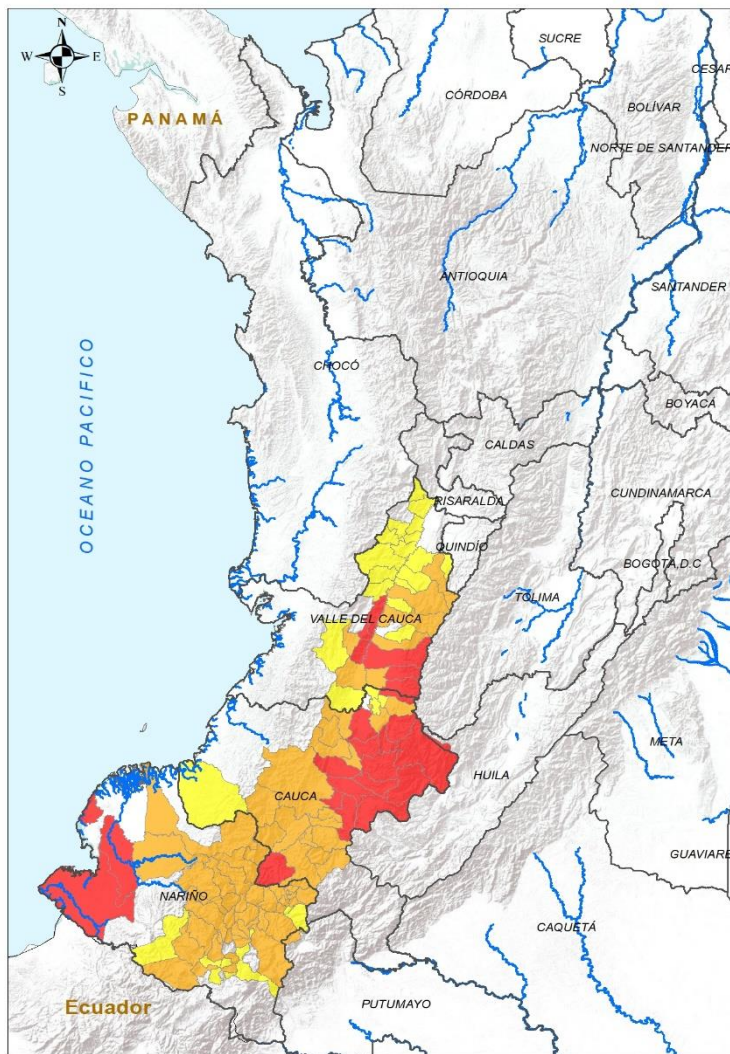 N
W E
S
SUCRE
CESAR
CÓRDOBA
BOLÍVAR
PANAMÁ
NORTE DE SANTANDER
ANTIOQUIA
SANTANDER
OCEANO PACIFICO
CHOCÓ
BOYACÁ
CALDAS
CUNDINAMARCA
RISARALDA
QUINDÍO
BOGOTÁ,D.C
TOLIMA
VALLE DEL CAUCA
META
HUILA
CAUCA
GUAVIARE
NARIÑO
CAQUETÁ
Ecuador
PUTUMAYO